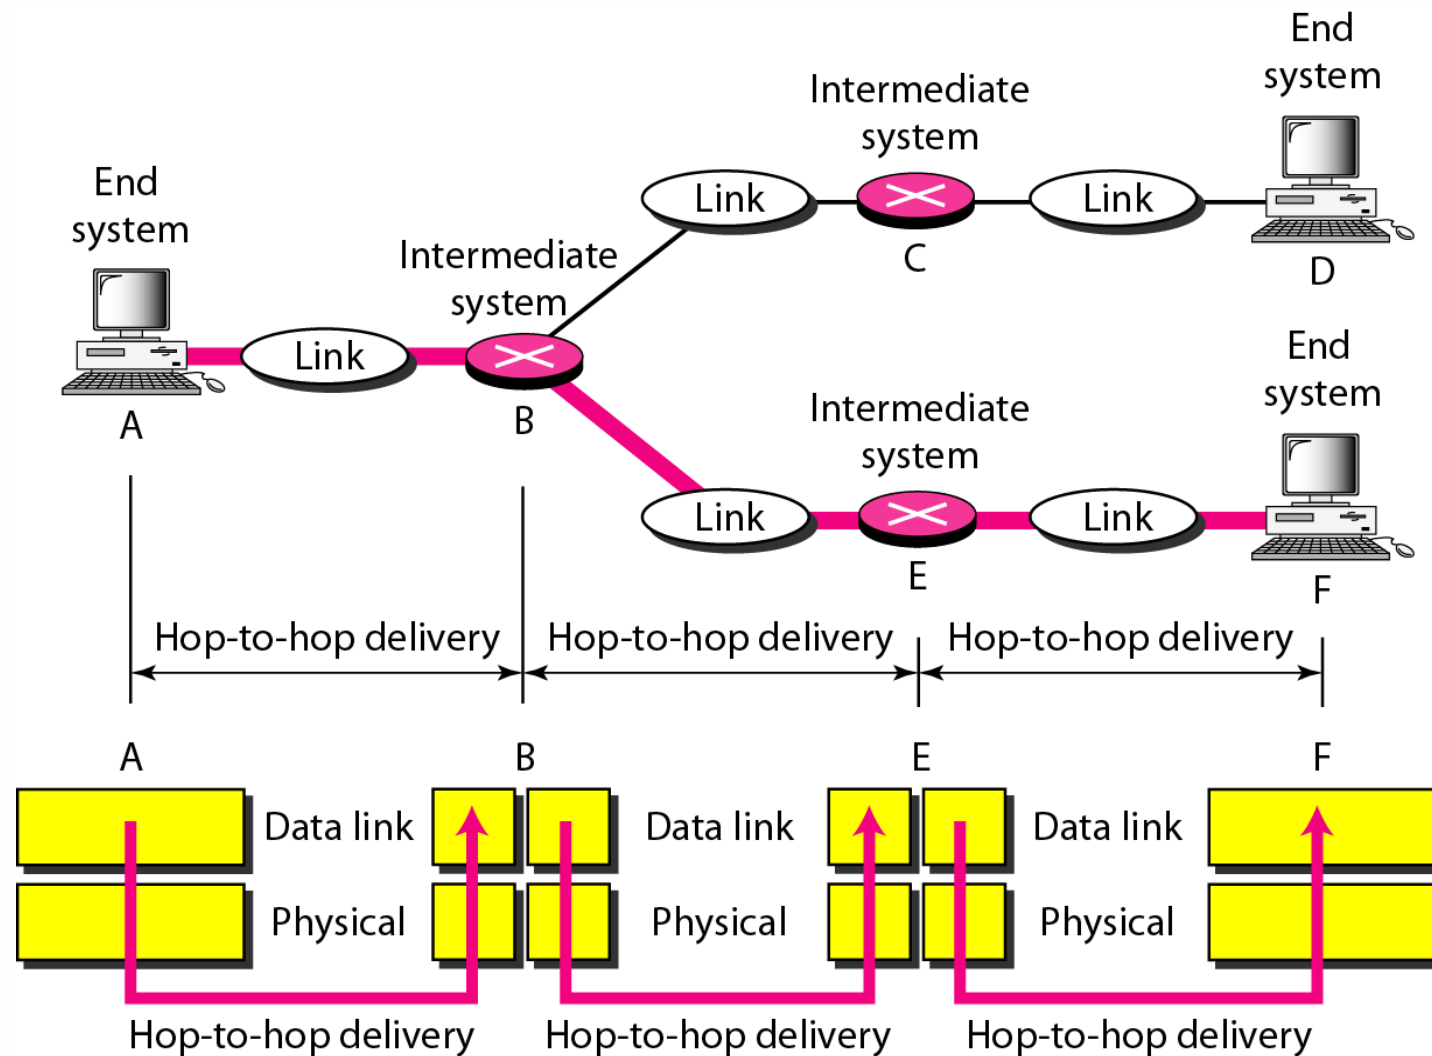 End
system
Intermediate
system
End
system
Link
Link
C
D
Intermediate
system
Link
A
B
End
system
Intermediate
system
Link
Link
E
F
Hop-to-hop delivery
Hop-to-hop delivery
Hop-to-hop delivery
A
B
E
F
Data link
Data link
Data link
Physical
Physical
Physical
Hop-to-hop delivery
Hop-to-hop delivery
Hop-to-hop delivery